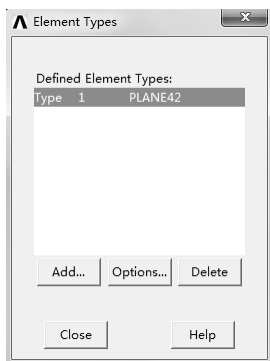 Element Types
Defined Element Types:
Type 1 PLANE42
Add... Options... Delete
Close Help